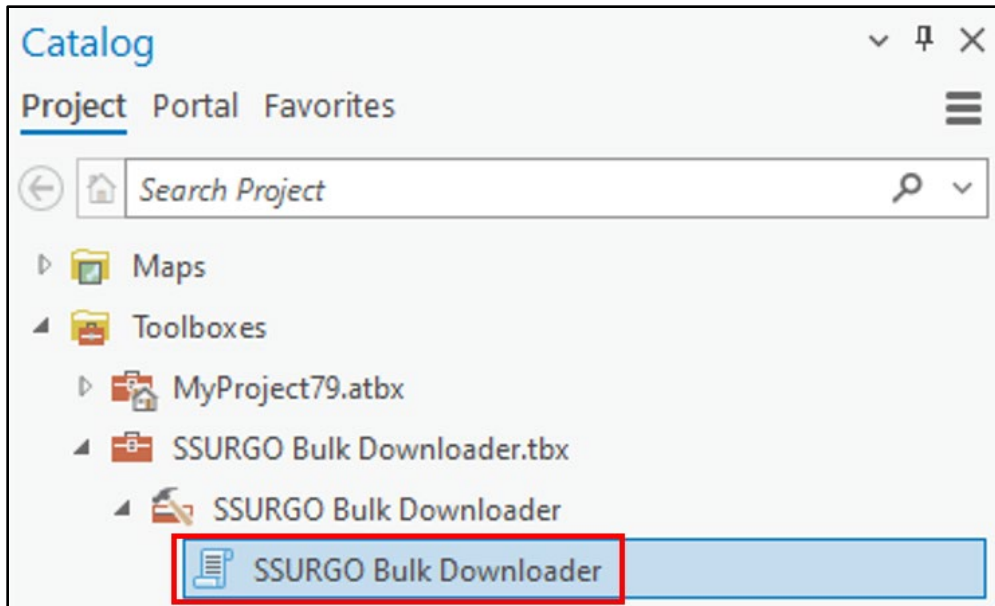 Catalog
Project Portal Favorites
Search Project
Maps
Toolboxes
MyProject79.atbx
SSURGO Bulk Downloader.tbx
SSURGO Bulk Downloader
SSURGO Bulk Downloader